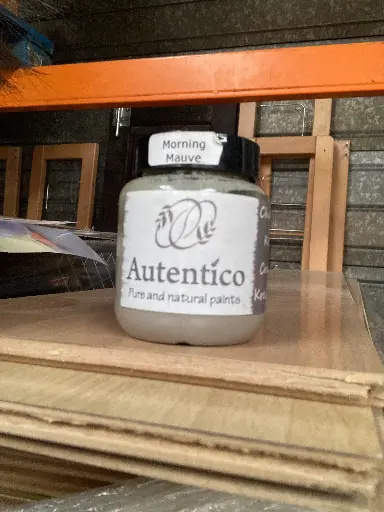 Morning
Mauve
Autentico
Pure and natural paints